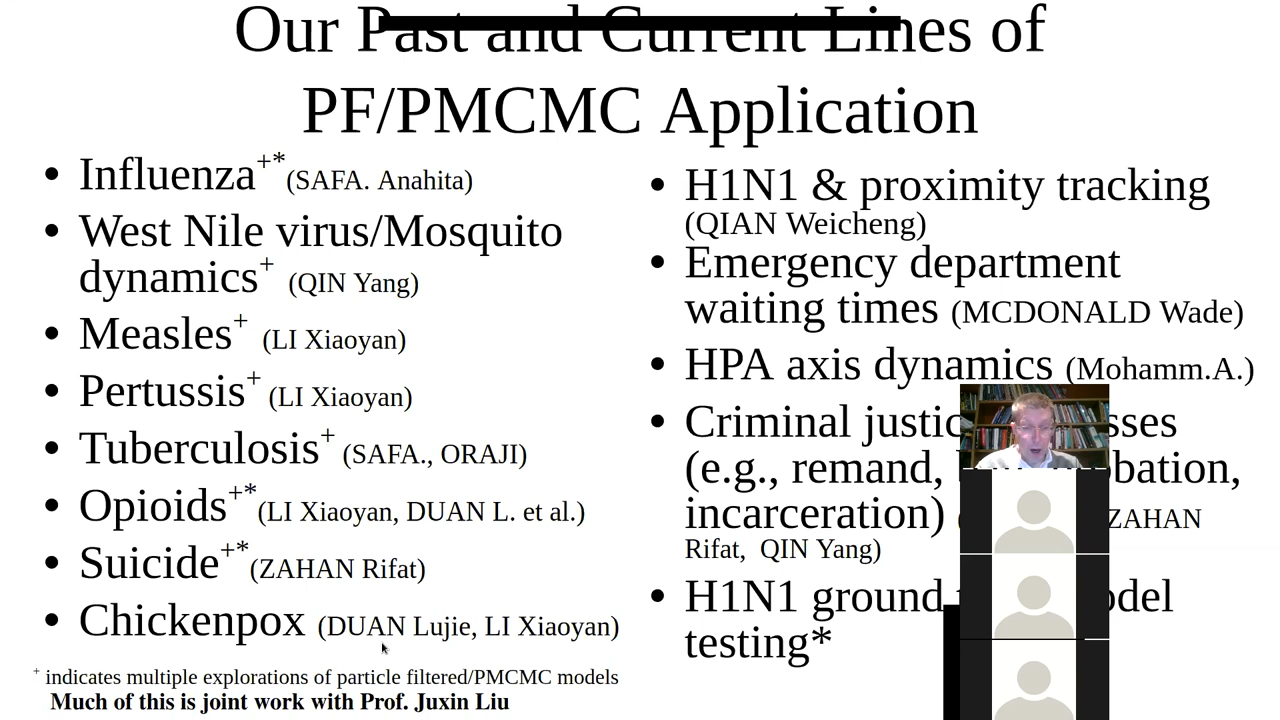 Our Past and Current Lines of
PF/PMCMC Application
• Influenza+*(SAFA. Anahita)
• West Nile virus/Mosquito
dynamics+ (QIN Yang)
• Measles+ (LI Xiaoyan)
• Pertussis+ (LI Xiaoyan)
• Tuberculosis+ (SAFA., ORAJI)
• Opioids+*(LI Xiaoyan, DUAN L. et al.)
• Suicide+*(ZAHAN Rifat)
• Chickenpox (DUAN Lujie, LI Xiaoyan)
+ indicates multiple explorations of particle filtered/PMCMC models
Much of this is joint work with Prof. Juxin Liu
• H1N1 & proximity tracking
(QIAN Weicheng)
• Emergency department
waiting times (MCDONALD Wade)
• HPA axis dynamics (Mohamm.A.)
• Criminal
(e.g., remand,
incarceration) ZAHAN
Rifat, QIN Yang)
• H1N1 ground
testing*